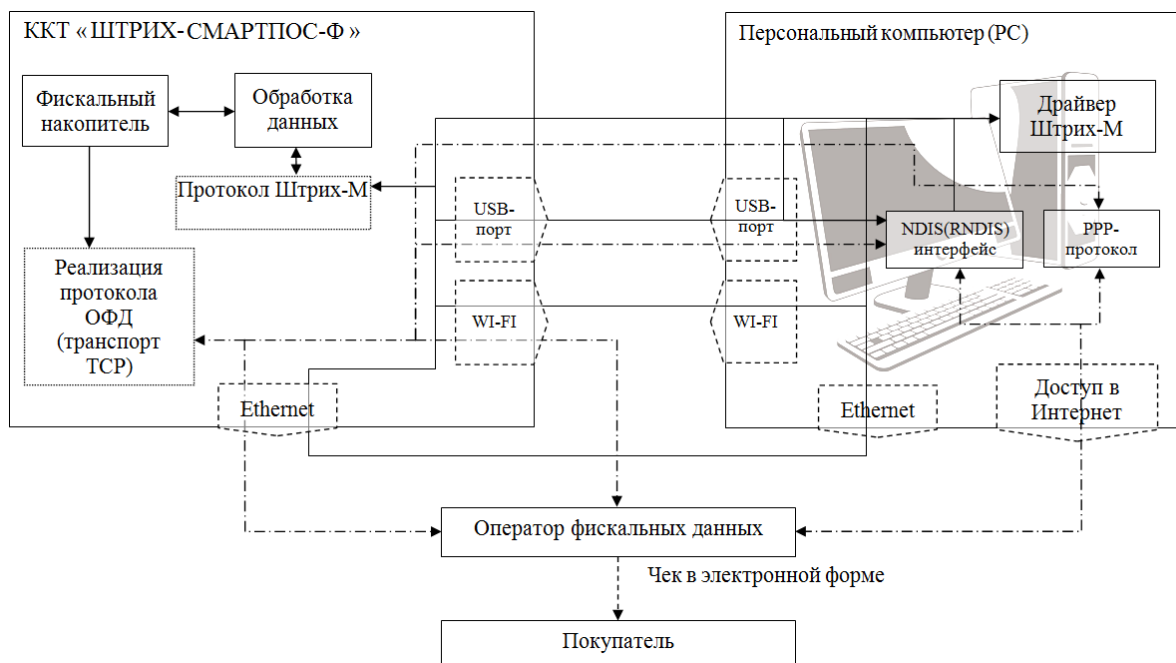 ККТ « ШТРИХ-СМАРТПОС-Ф »
Фискальный
накопитель
Обработка
данных
Протокол Штрих-М
Реализация
протокола
ОФД
(транспорт
TCP)
USB-
порт
WI-FI
Ethernet
Персональный компьютер (PC)
Драйвер
Штрих-М
USB-
порт
NDIS(RNDIS)
интерфейс
PPP-
протокол
WI-FI
Ethernet
Доступ в
Интернет
Оператор фискальных данных
Чек в электронной форме
Покупатель